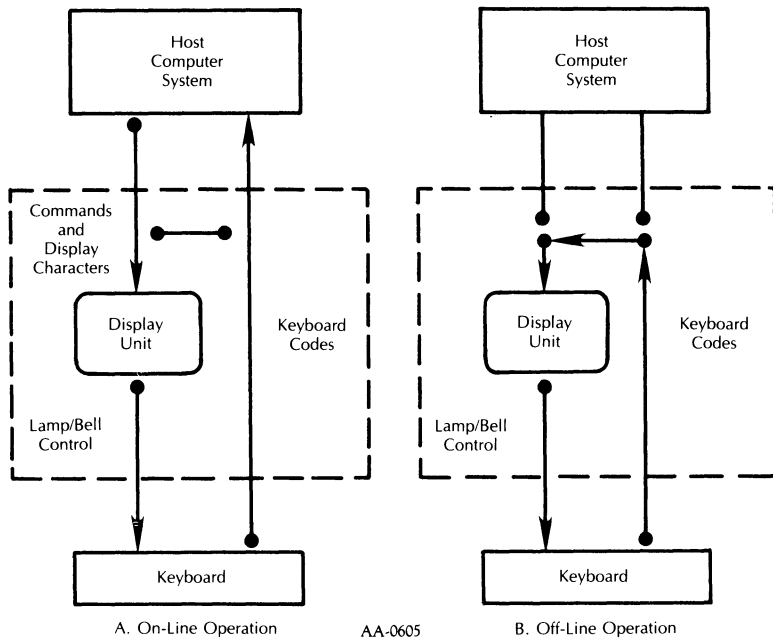 Host
Computer
System
Commands
and
Display
Characters
Display
Unit
Keyboard
Codes
Lamp/Bell
Control
Keyboard
A. On-Line Operation
Host
Computer
System
Display
Unit
Keyboard
Codes
Lamp/Bell
Control
Keyboard
B. Off-Line Operation
AA-0605